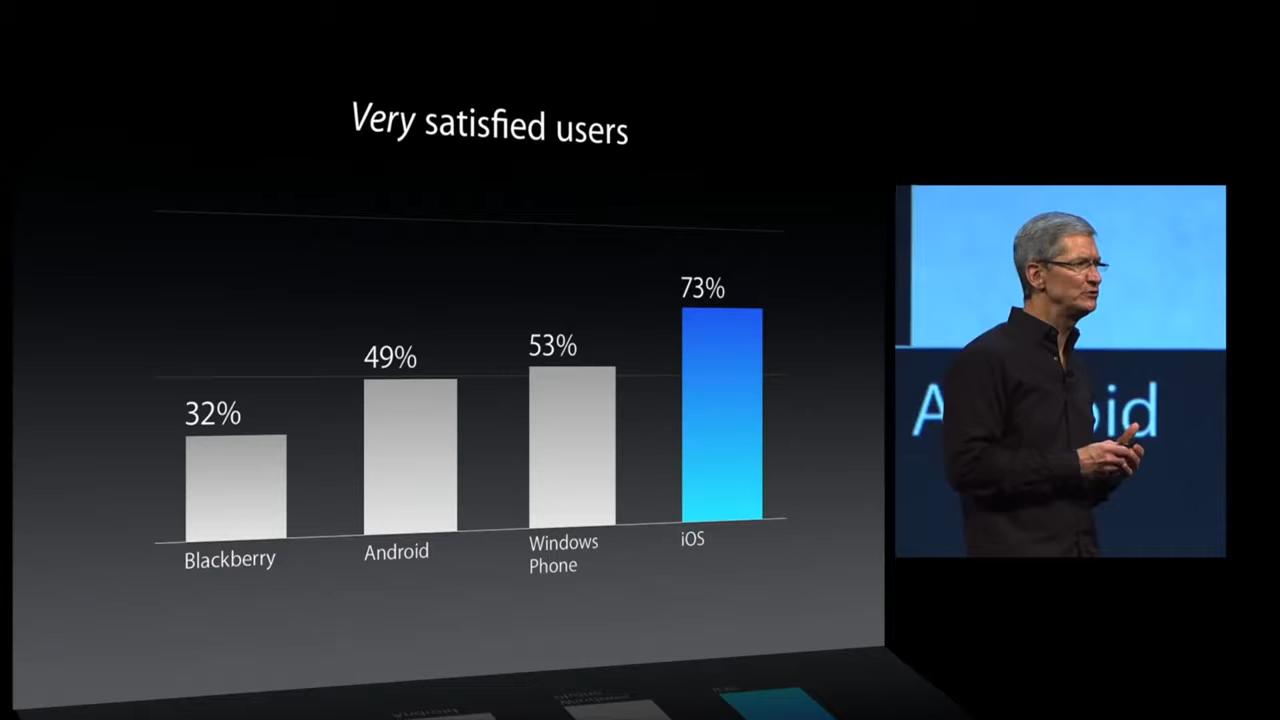 Very satisfied users
73%
53%
49%
32%
Blackberry
Android
Windows
Phone
iOS